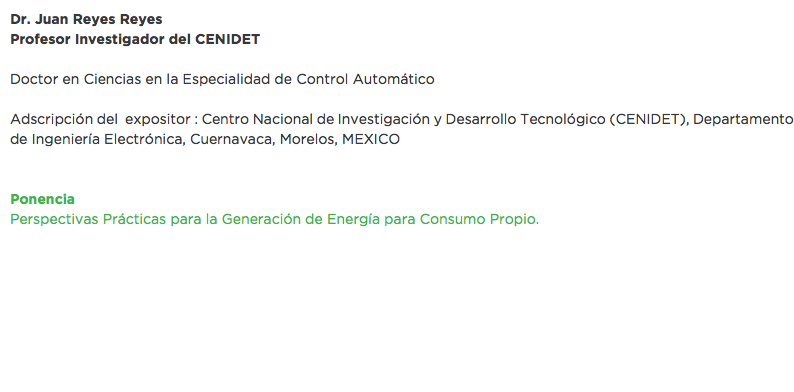 Dr. Juan Reyes Reyes
Profesor Investigador del CENIDET
Doctor en Ciencias en la Especialidad de Control Automático
Adscripción del  expositor : Centro Nacional de Investigación y Desarrollo Tecnológico (CENIDET), Departamento
de Ingeniería Electrónica, Cuernavaca, Morelos, MEXICO
Ponencia
Perspectivas Prácticas para la Generación de Energía para Consumo Propio.